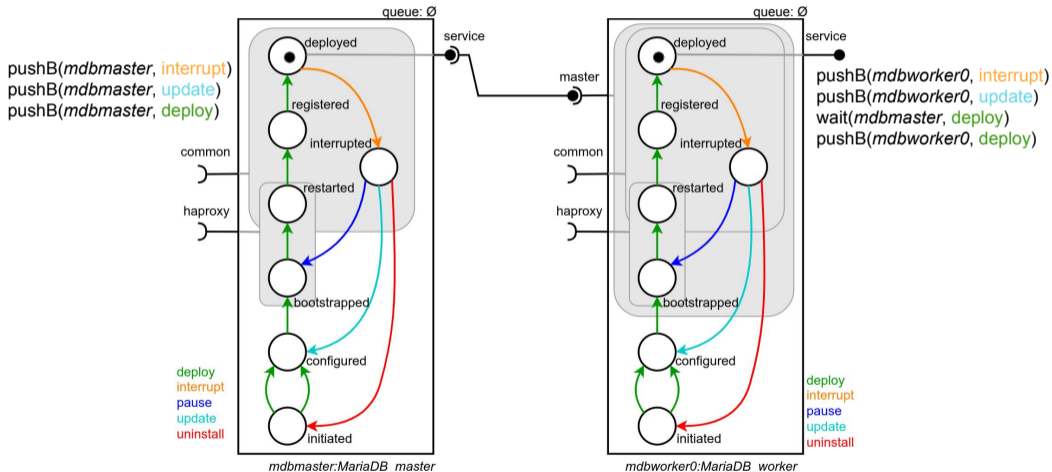 queue: Ø
deployed
service
pushB(mdbmaster, interrupt)
pushB(mdbmaster, update)
pushB(mdbmaster, deploy)
registered
interrupted
common
restarted
haproxy
bootstrapped
configured
deploy
interrupt
pause
update
uninstall
initiated
mdbmaster:MariaDB_master
master
queue: Ø
deployed
service
pushB(mdbworker0, interrupt)
pushB(mdbworker0, update)
wait(mdbmaster, deploy)
pushB(mdbworker0, deploy)
registered
interrupted
common
restarted
haproxy
bootstrapped
configured
deploy
interrupt
pause
update
uninstall
initiated
mdbworker0:MariaDB_worker